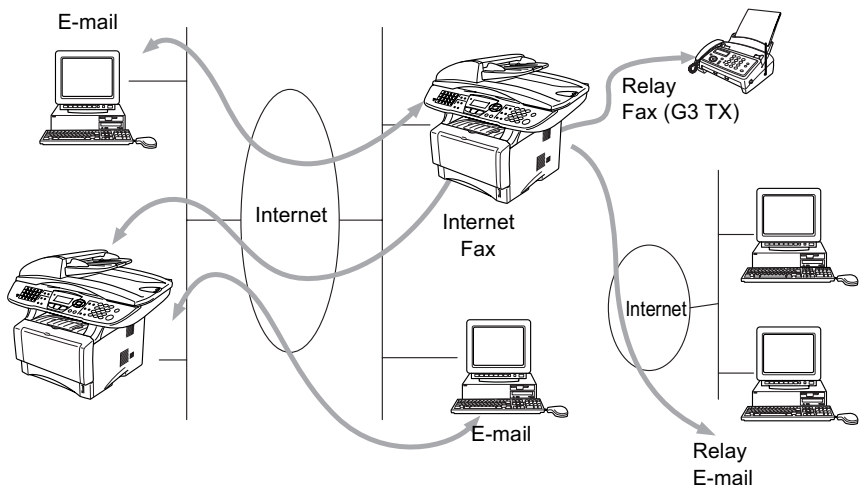 E-mail
Relay
Fax (G3 TX)
Internet
Internet
Fax
Internet
E-mail
Relay
E-mail